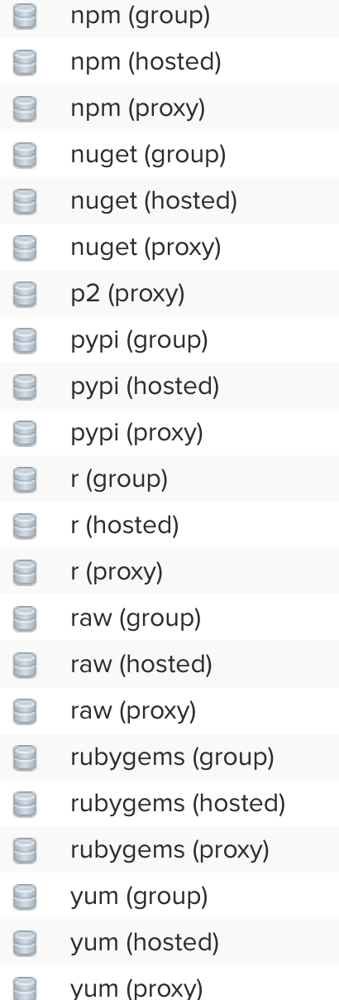 npm (group)
npm (hosted)
npm (proxy)
nuget (group)
nuget (hosted)
nuget (proxy)
p2 (proxy)
pypi (group)
pypi (hosted)
pypi (proxy)
r (group)
r (hosted)
r (proxy)
raw (group)
raw (hosted)
raw (proxy)
rubygems (group)
rubygems (hosted)
rubygems (proxy)
yum (group)
yum (hosted)
yum (proxy)